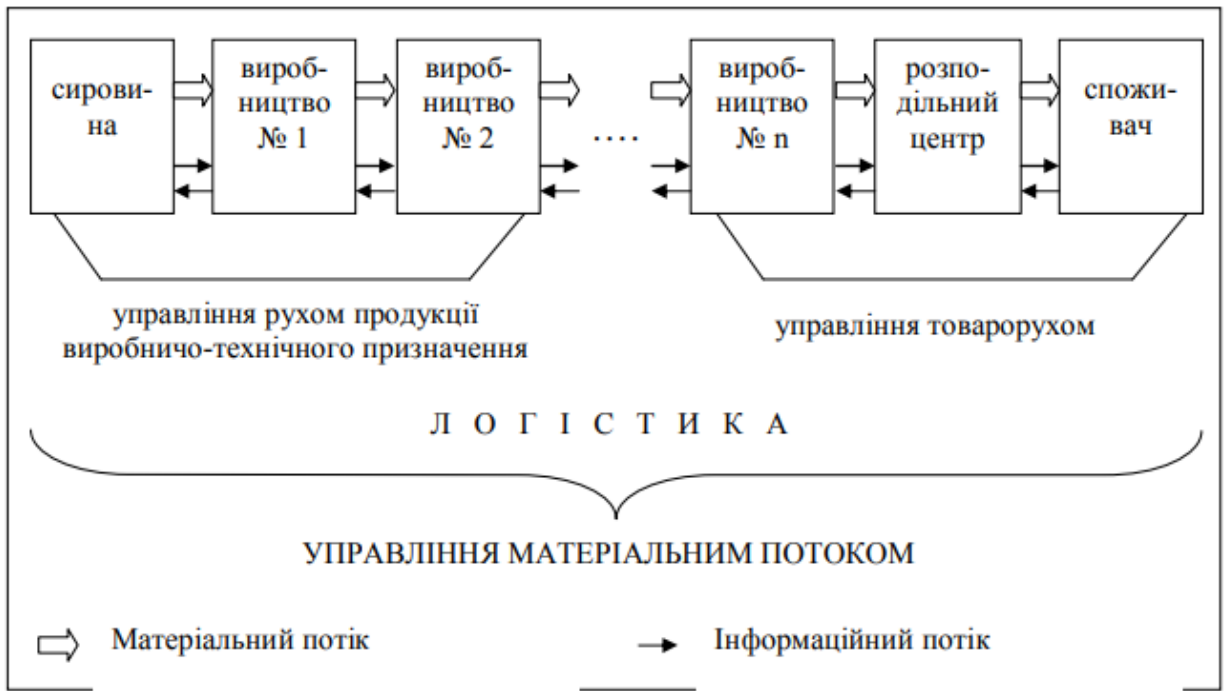 сирови-
на
вироб-
ництво
№ 1
вироб-
ництво
№ 2
....
вироб-
ництво
№ n
розпо-
дільний
центр
спожи-
вач
управління рухом продукції
виробничо-технічного призначення
управління товарорухом
Л О Г І С Т И К А
УПРАВЛІННЯ МАТЕРІАЛЬНИМ ПОТОКОМ
Матеріальний потік
Інформаційний потік